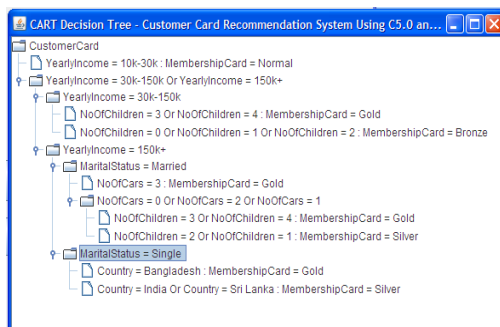 CART Decision Tree - Customer Card Recommendation System Using C5.0 an...
CustomerCard
YearlyIncome = 10k-30k : MembershipCard = Normal
YearlyIncome = 30k-150k Or YearlyIncome = 150k+
YearlyIncome = 30k-150k
NoOfChildren = 3 Or NoOfChildren = 4 : MembershipCard = Gold
NoOfChildren = 0 Or NoOfChildren = 1 Or NoOfChildren = 2 : MembershipCard = Bronze
YearlyIncome = 150k+
MaritalStatus = Married
NoOfCars = 3 : MembershipCard = Gold
NoOfCars = 0 Or NoOfCars = 2 Or NoOfCars = 1
NoOfChildren = 3 Or NoOfChildren = 4 : MembershipCard = Gold
NoOfChildren = 2 Or NoOfChildren = 1 : MembershipCard = Silver
MaritalStatus = Single
Country = Bangladesh : MembershipCard = Gold
Country = India Or Country = Sri Lanka : MembershipCard = Silver